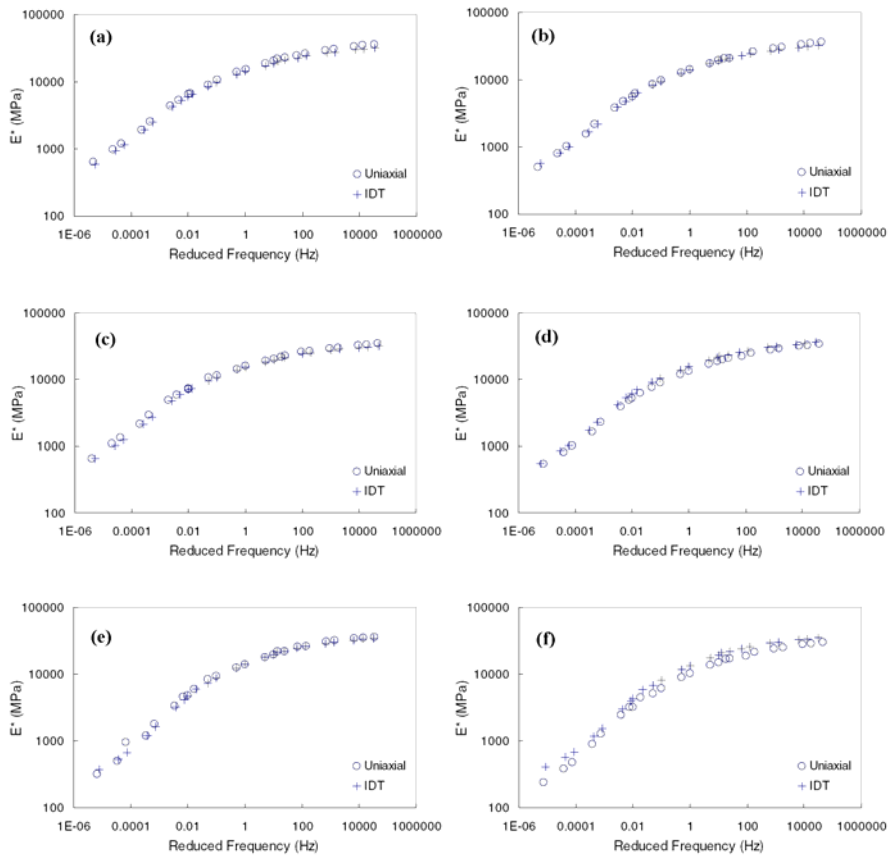 (a)
100000
10000
1000
100
E* (MPa)
1E-06 0.0001 0.01 1 100 10000 1000000
Reduced Frequency (Hz)
Uniaxial
IDT
(b)
100000
10000
1000
100
E* (MPa)
1E-06 0.0001 0.01 1 100 10000 1000000
Reduced Frequency (Hz)
Uniaxial
IDT
(c)
100000
10000
1000
100
E* (MPa)
1E-06 0.0001 0.01 1 100 10000 1000000
Reduced Frequency (Hz)
Uniaxial
IDT
(d)
100000
10000
1000
100
E* (MPa)
1E-06 0.0001 0.01 1 100 10000 1000000
Reduced Frequency (Hz)
Uniaxial
IDT
(e)
100000
10000
1000
100
E* (MPa)
1E-06 0.0001 0.01 1 100 10000 1000000
Reduced Frequency (Hz)
Uniaxial
IDT
(f)
100000
10000
1000
100
E* (MPa)
1E-06 0.0001 0.01 1 100 10000 1000000
Reduced Frequency (Hz)
Uniaxial
IDT